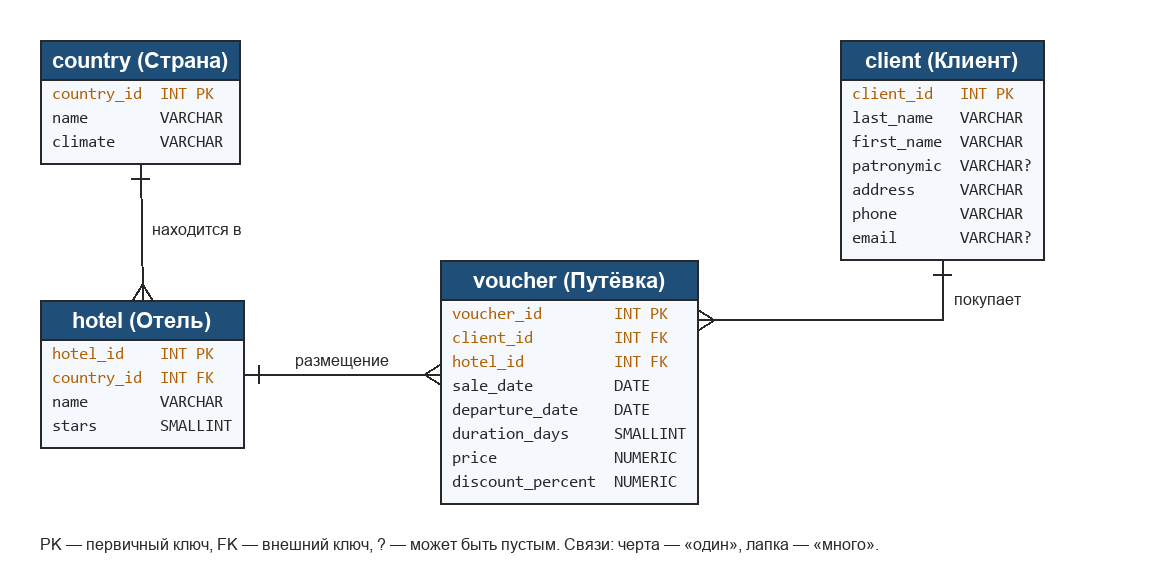 country (Страна)
country_id INT PK
name VARCHAR
climate VARCHAR
находится в
hotel (Отель)
hotel_id INT PK
country_id INT FK
name VARCHAR
stars SMALLINT
размещение
voucher (Путёвка)
voucher_id INT PK
client_id INT FK
hotel_id INT FK
sale_date DATE
departure_date DATE
duration_days SMALLINT
price NUMERIC
discount_percent NUMERIC
client (Клиент)
client_id INT PK
last_name VARCHAR
first_name VARCHAR
patronymic VARCHAR?
address VARCHAR
phone VARCHAR
email VARCHAR?
покупает
PK — первичный ключ, FK — внешний ключ, ? — может быть пустым. Связи: черта — «один», лапка — «много».